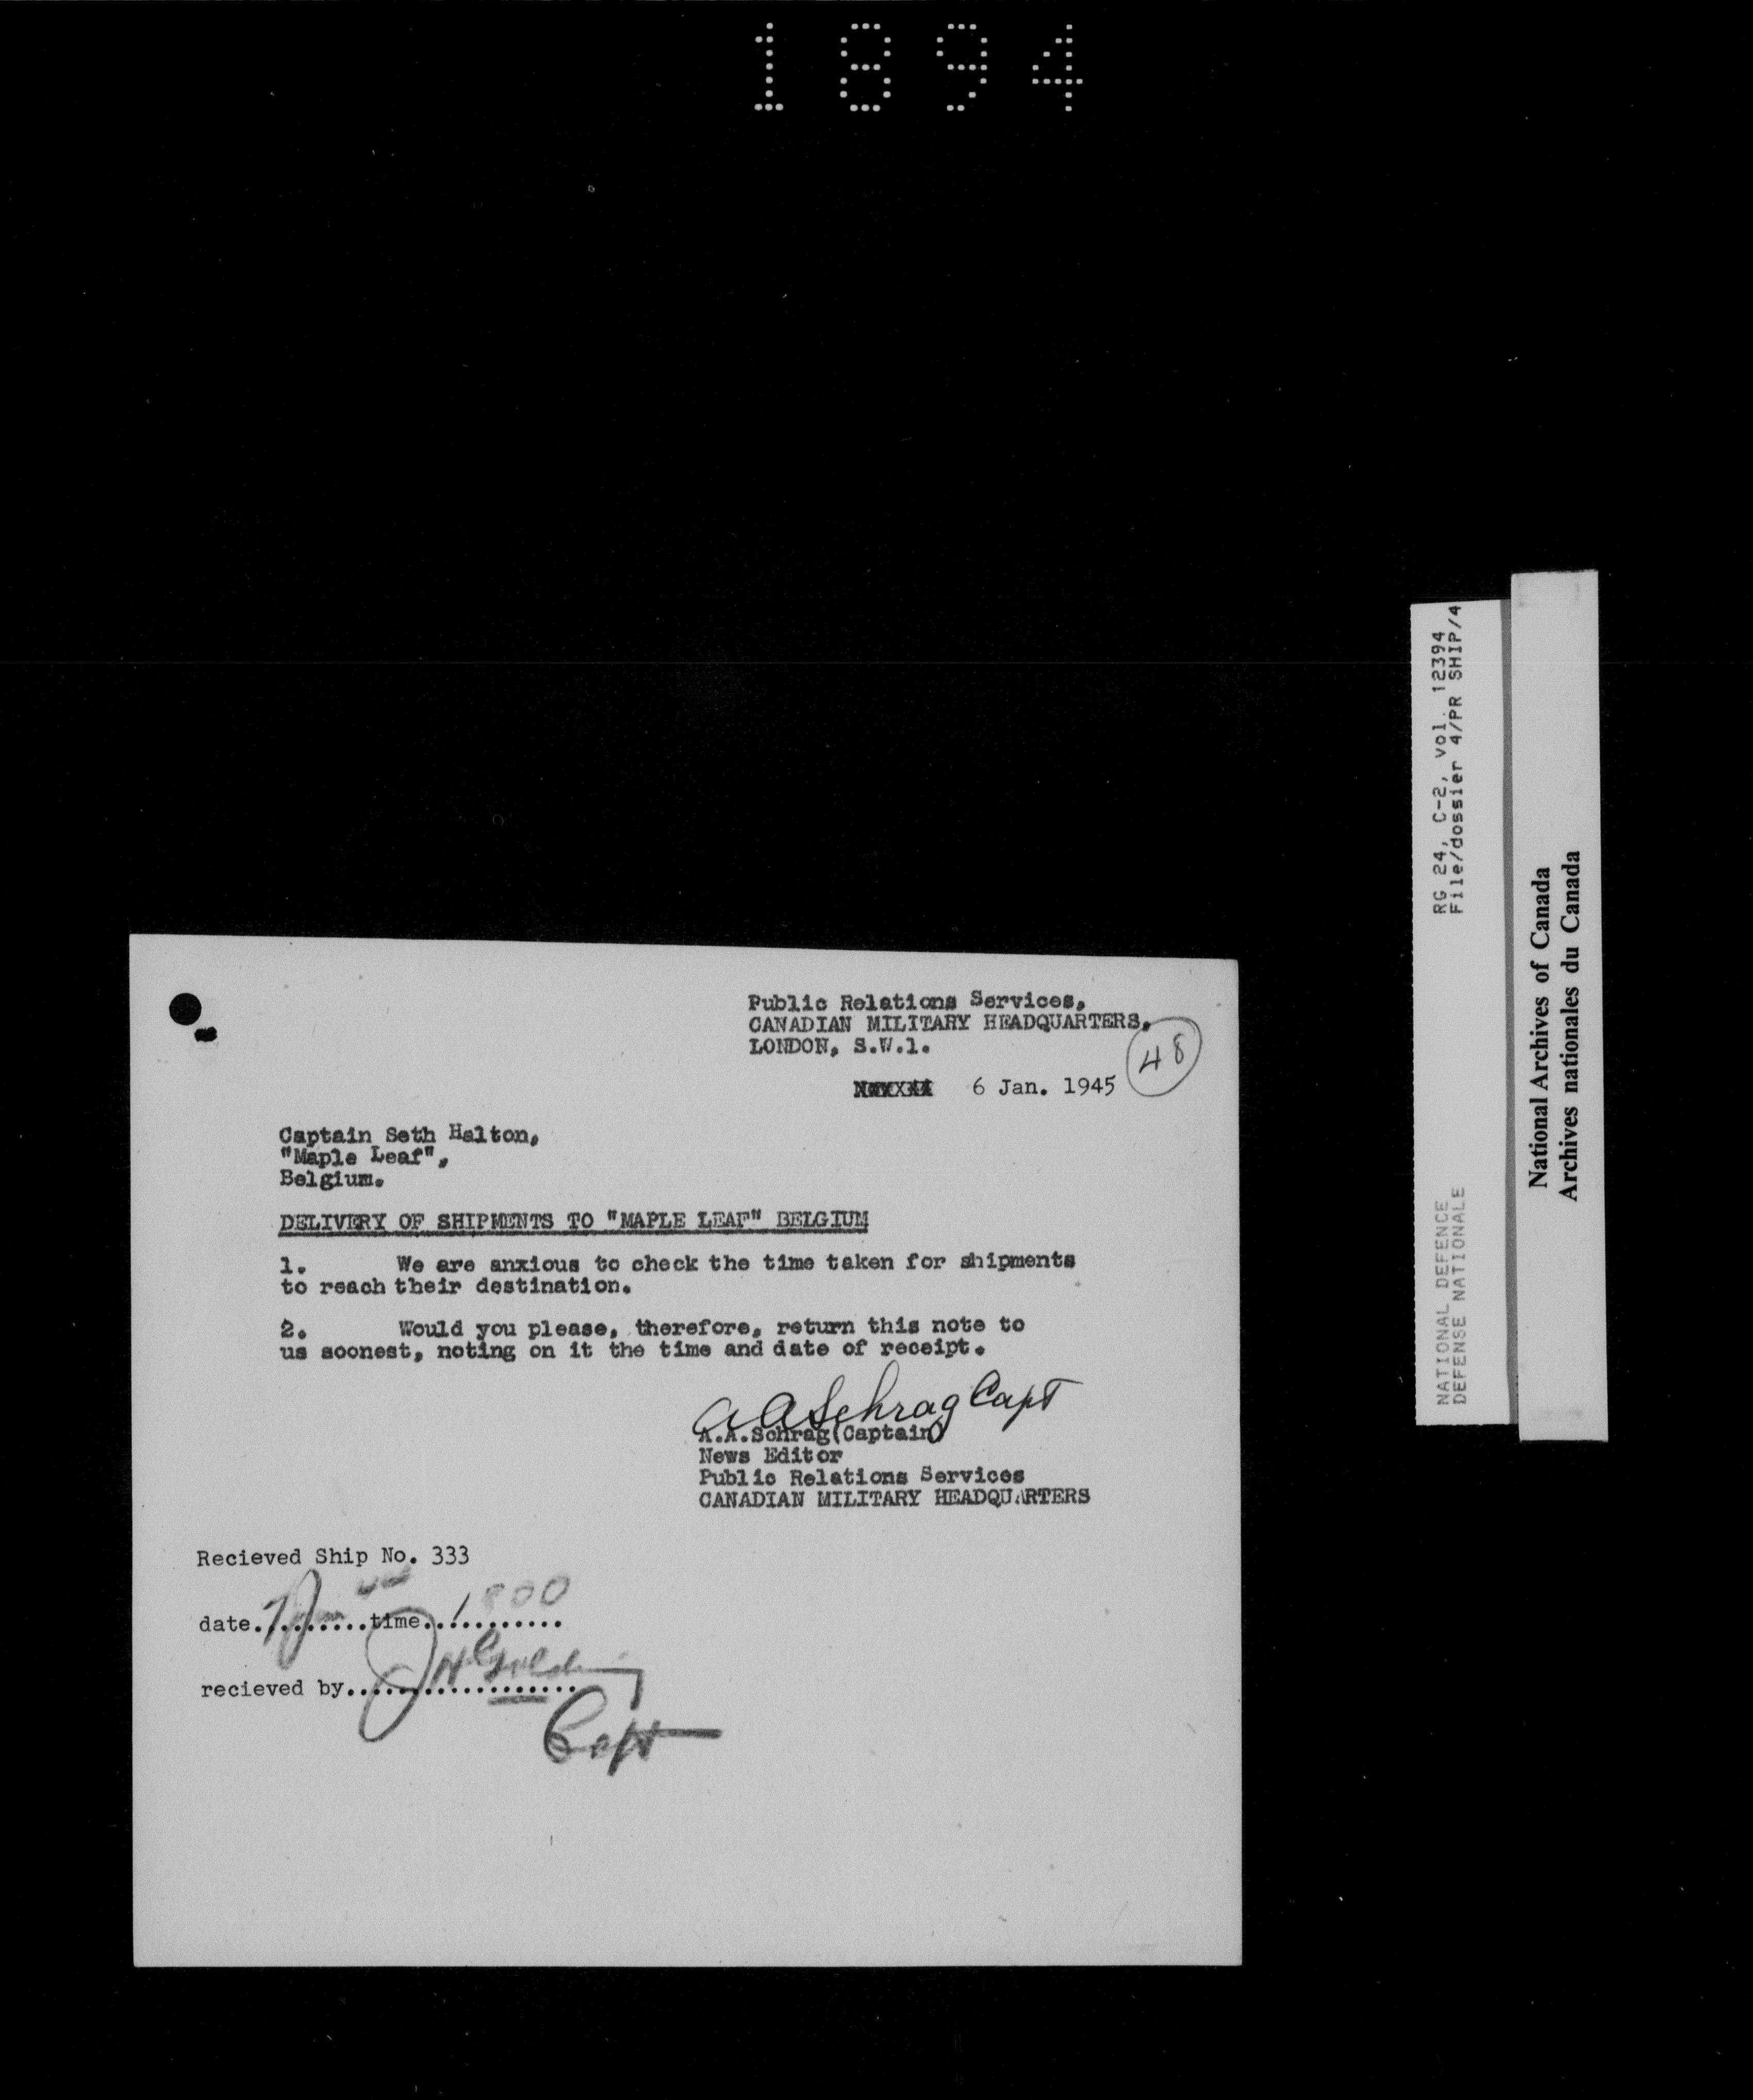 1894
Public Relations Services,
CANADIAN MILITARY HEADQUARTERS,
LONDON, S.W.1.
48
6 Jan. 1945
Captain Seth Halton,
"Maple Leaf",
Belgium.
DELIVERY OF SHIPMENTS TO "MAPLE LEAF" BELGIUM
1. We are anxious to check the time taken for shipments
to reach their destination.
2. Would you please, therefore, return this note to
us soonest, noting on it the time and date of receipt.
A A Schrag Capt
A.A.Schrag(Captain)
News Editor
Public Relations Services
CANADIAN MILITARY HEADQUARTERS
Recieved Ship No. 333
date.7 Jan.......time...1800........
recieved by...................
Capt
RG 24, C-2, vol. 12394
File/dossier 4/PR SHIP/4
NATIONAL DEFENCE
DEFENSE NATIONALE
National Archives of Canada
Archives nationales du Canada